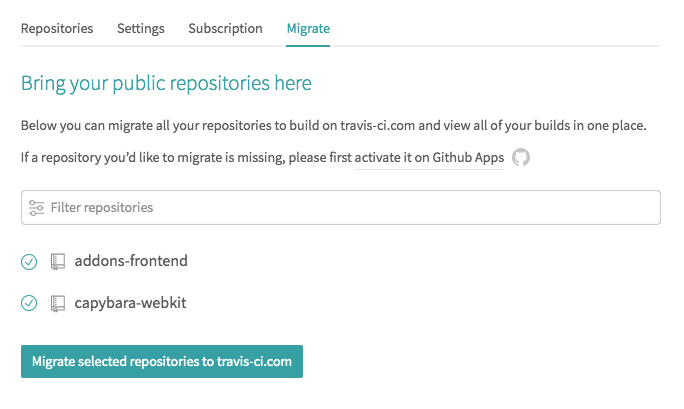 Repositories Settings Subscription Migrate
Bring your public repositories here
Below you can migrate all your repositories to build on travis-ci.com and view all of your builds in one place.
If a repository you’d like to migrate is missing, please first activate it on Github Apps
Filter repositories
addons-frontend
capybara-webkit
Migrate selected repositories to travis-ci.com